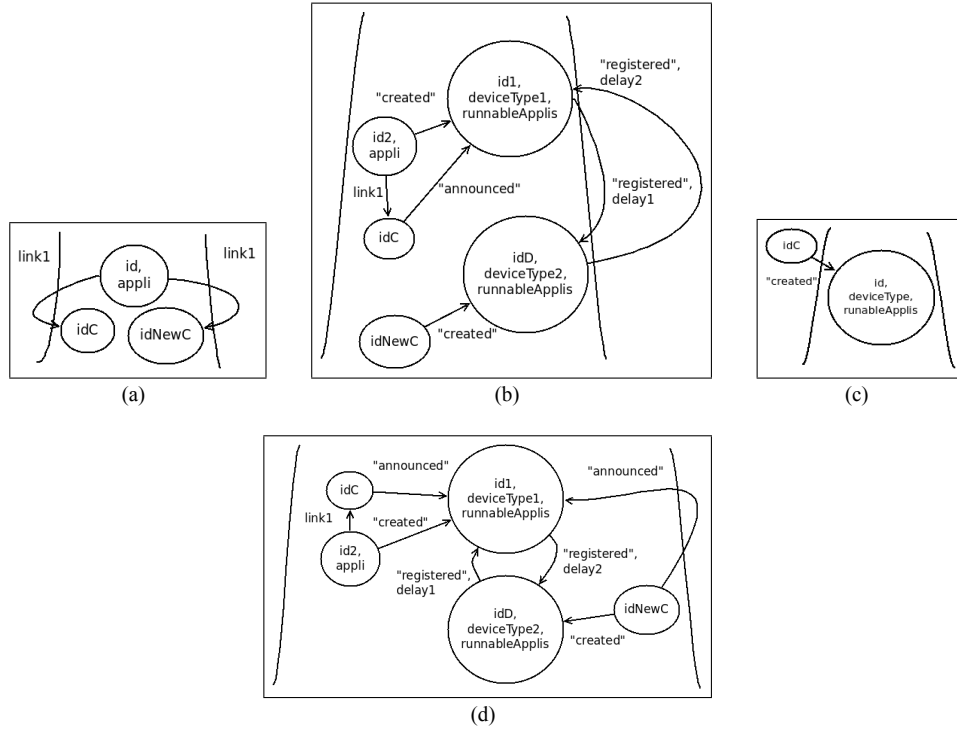 link1
link1
id,
appli
idC
idNewC
(a)
"registered",
delay2
id1,
deviceType1,
runnableApplis
"created"
id2,
appli
link1
"announced"
"registered",
delay1
idC
idD,
deviceType2,
runnableApplis
idNewC
"created"
(b)
idC
"created"
id,
deviceType,
runableApplis
(c)
"announced"
"announced"
idC
id1,
deviceType1,
runnableApplis
link1
"created"
id2,
appli
"registered",
delay2
"registered",
delay1
idD,
deviceType2,
runnableApplis
idNewC
"created"
(d)